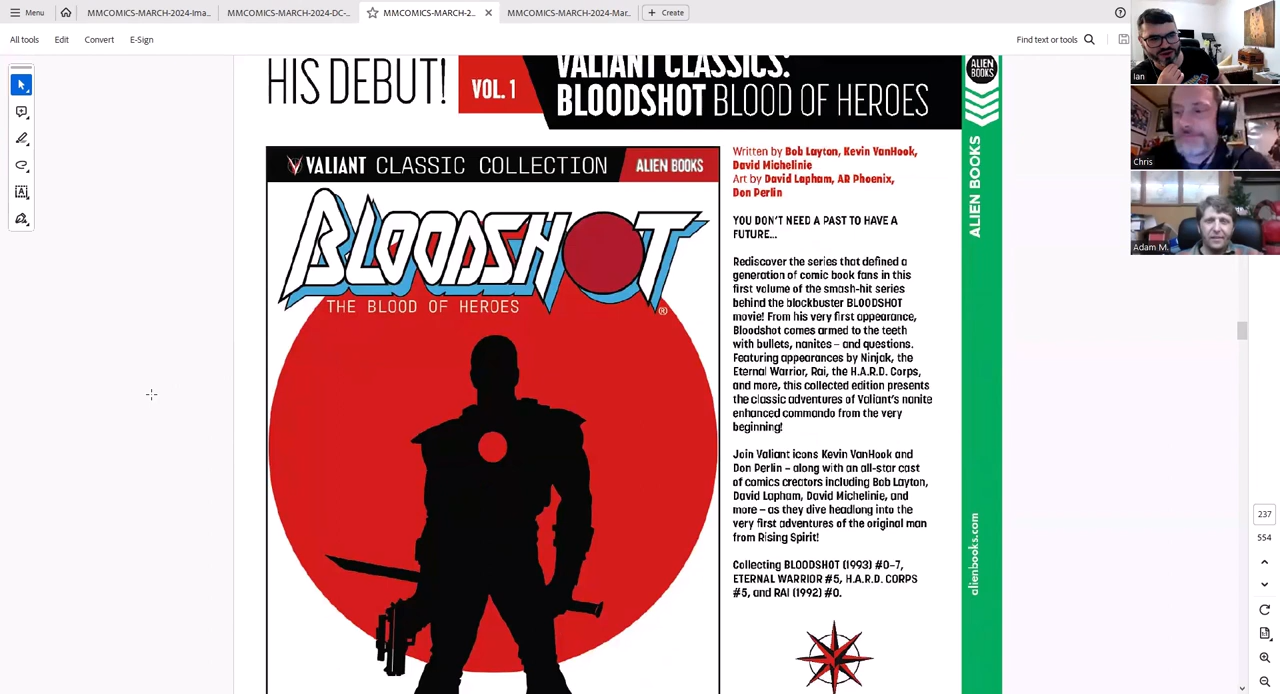 Menu
MMCOMICS-MARCH-2024-Ima...
MMCOMICS-MARCH-2024-DC-...
MMCOMICS-MARCH-2...
MMCOMICS-MARCH-2024-Mar...
Create
All tools
Edit
Convert
E-Sign
Find text or tools
HIS DEBUT!
VOL. 1
VALIANT CLASSICS:
BLOODSHOT BLOOD OF HEROES
ALIEN
BOOKS
ALIEN BOOKS
alienbooks.com
VALIANT CLASSIC COLLECTION
ALIEN BOOKS
BLOODSHOT
THE BLOOD OF HEROES
®
Written by Bob Layton, Kevin VanHook,
David Michelinie
Art by David Lapham, AR Phoenix,
Don Perlin
YOU DON'T NEED A PAST TO HAVE A
FUTURE...
Rediscover the series that defined a
generation of comic book fans in this
first volume of the smash-hit series
behind the blockbuster BLOODSHOT
movie! From his very first appearance,
Bloodshot comes armed to the teeth
with bullets, nanites – and questions.
Featuring appearances by Ninjak, the
Eternal Warrior, Rai, the H.A.R.D. Corps,
and more, this collected edition presents
the classic adventures of Valiant's nanite
enhanced commando from the very
beginning!
Join Valiant icons Kevin VanHook and
Don Perlin – along with an all-star cast
of comics creators including Bob Layton,
David Lapham, David Michelinie, and
more – as they dive headlong into the
very first adventures of the original man
from Rising Spirit!
Collecting BLOODSHOT (1993) #0-7,
ETERNAL WARRIOR #5, H.A.R.D. CORPS
#5, and RAI (1992) #0.
Ian
Chris
Adam M.
237
554